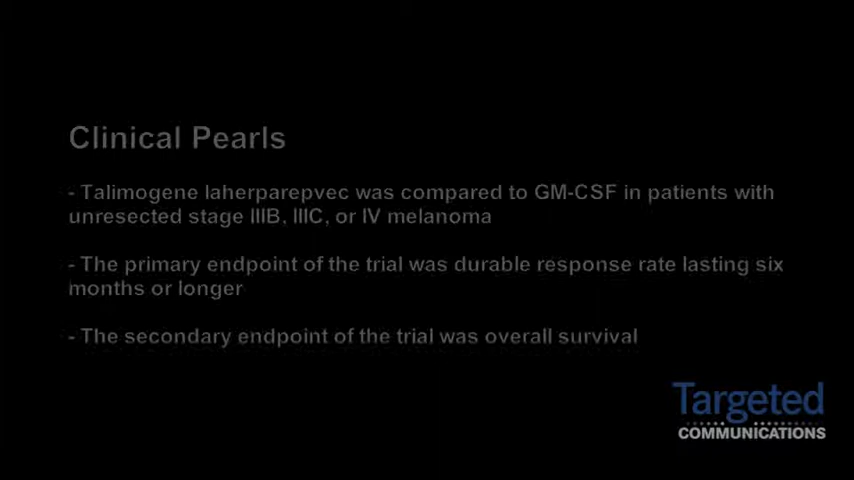 Clinical Pearls
- Talimogene laherparepvec was compared to GM-CSF in patients with
unresected stage IIIB, IIIC, or IV melanoma
- The primary endpoint of the trial was durable response rate lasting six
months or longer
- The secondary endpoint of the trial was overall survival
Targeted
COMMUNICATIONS